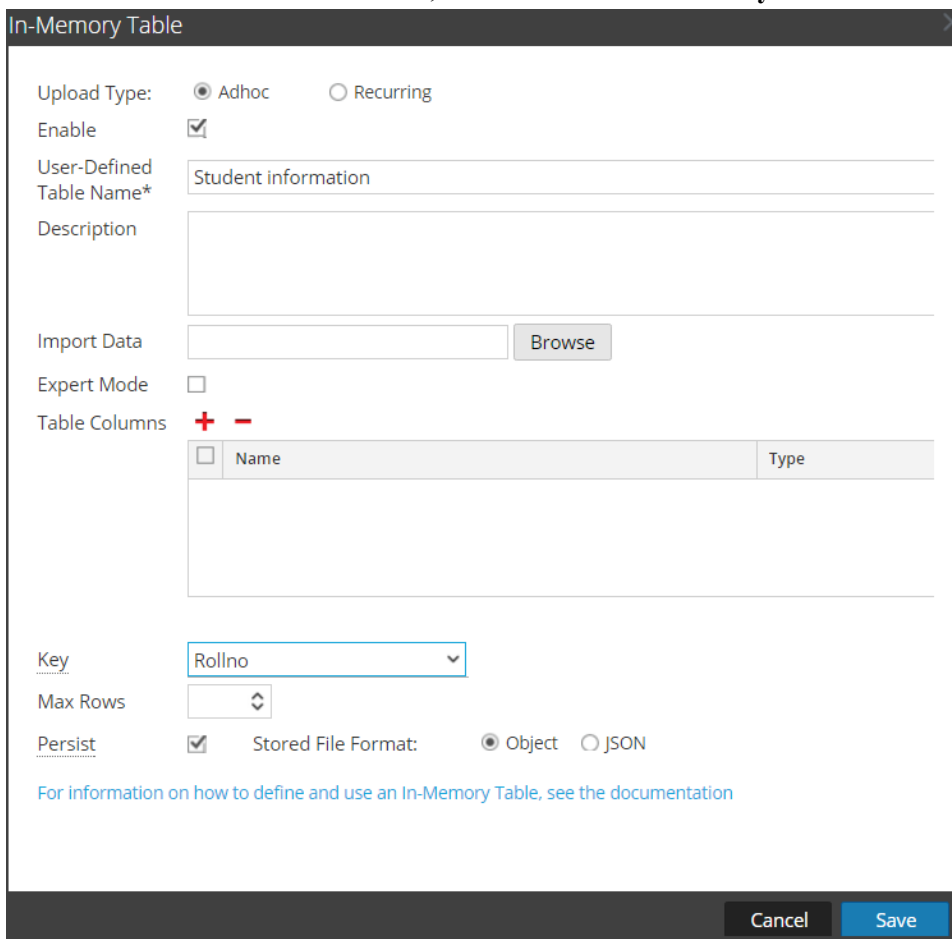 In-Memory Table
Upload Type: Adhoc Recurring
Enable
User-Defined
Table Name* Student information
Description
Import Data Browse
Expert Mode
Table Columns
Name Type
Key Rollno
Max Rows
Persist Stored File Format: Object JSON
For information on how to define and use an In-Memory Table, see the documentation
Cancel Save